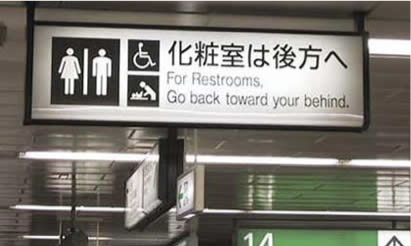 化粧室は後方へ
For Restrooms,
Go back toward your behind.
14